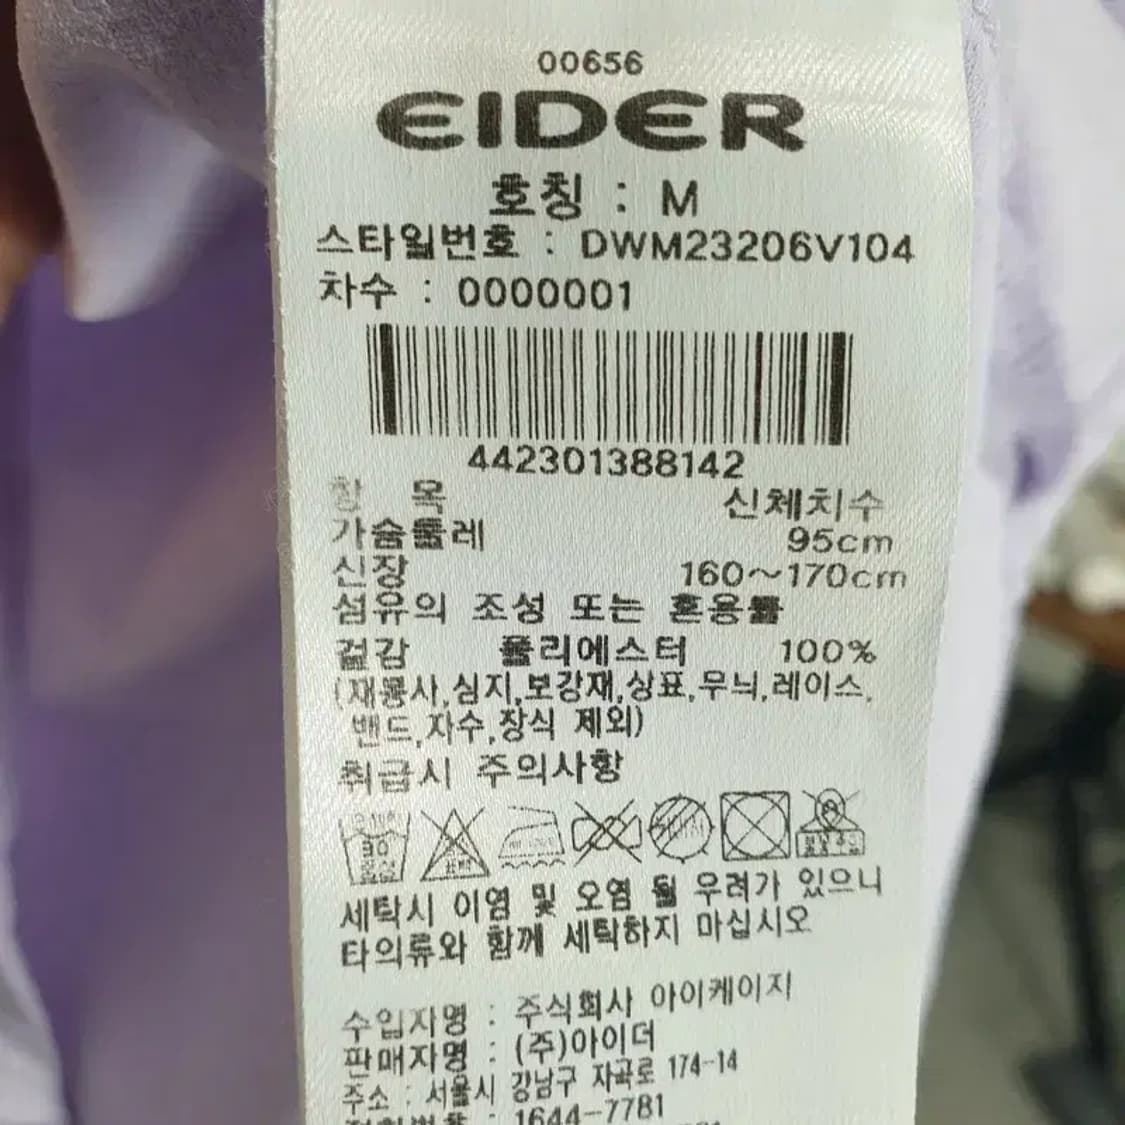 00656
EIDER
호칭 : M
스타일번호 : DWM23206V104
차수 : 0000001
442301388142
항 목 신체치수
가슴둘레 95cm
신장 160~170cm
섬유의 조성 또는 혼용률
겉감 폴리에스터 100%
(재봉사,심지,보강재,상표,무늬,레이스,
밴드,자수,장식 제외)
취급시 주의사항
30 표백
세탁시 이염 및 오염 될 우려가 있으니
타의류와 함께 세탁하지 마십시오
수입자명 : 주식회사 아이케이지
판매자명 : (주)아이더
주소 : 서울시 강남구 자곡로 174-14
전화번호 : 1644-7781